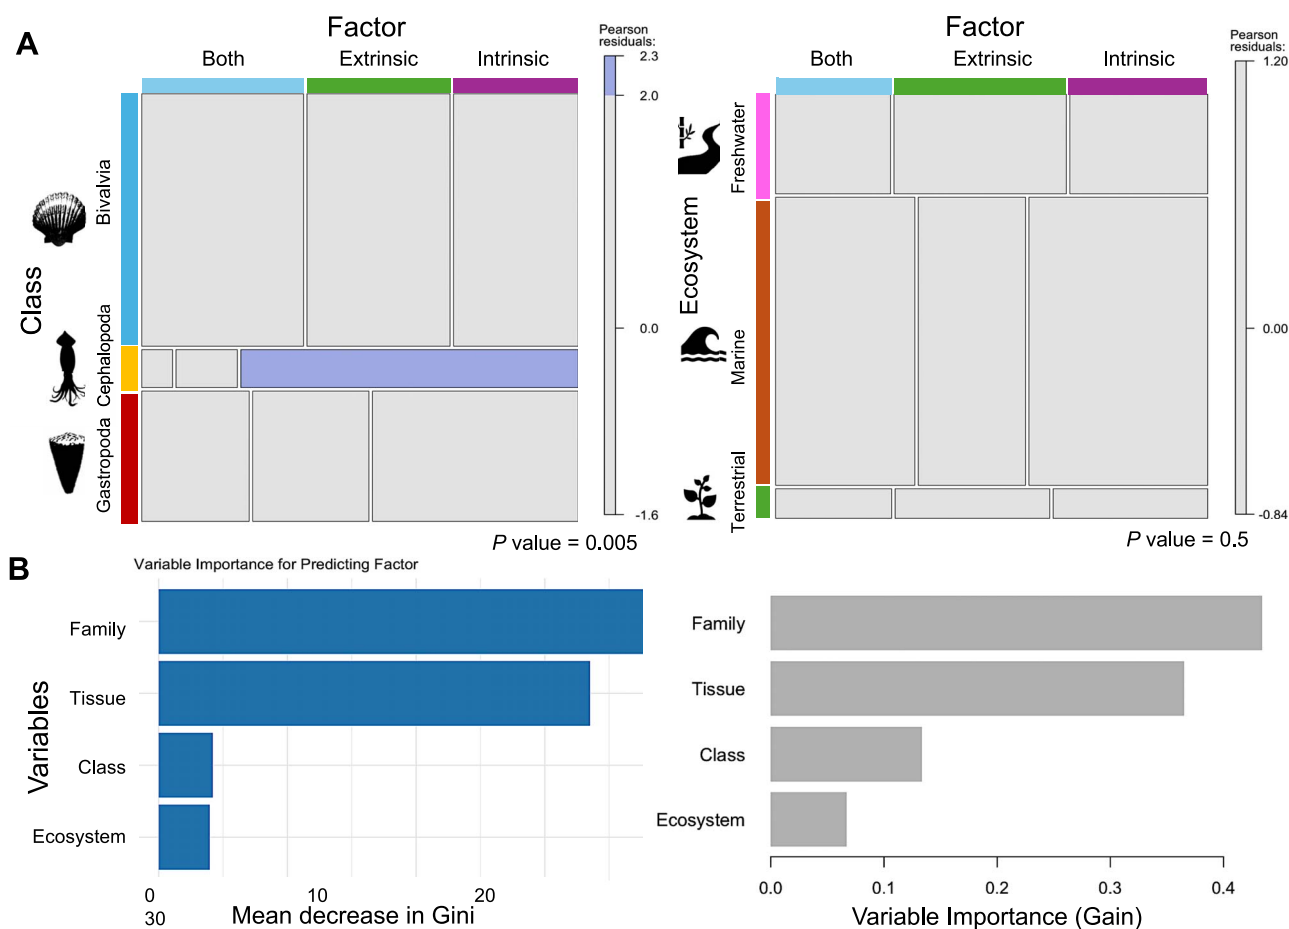 A
Factor
Both Extrinsic Intrinsic
Pearson
residuals:
2.3
2.0
0.0
-1.6
Class
Bivalvia
Cephalopoda
Gastropoda
P value = 0.005
Factor
Both Extrinsic Intrinsic
Pearson
residuals:
1.20
0.00
-0.84
Ecosystem
Freshwater
Marine
Terrestrial
P value = 0.5
B
Variable Importance for Predicting Factor
Variables
Family
Tissue
Class
Ecosystem
0 10 20
30
Mean decrease in Gini
Family
Tissue
Class
Ecosystem
0.0 0.1 0.2 0.3 0.4
Variable Importance (Gain)